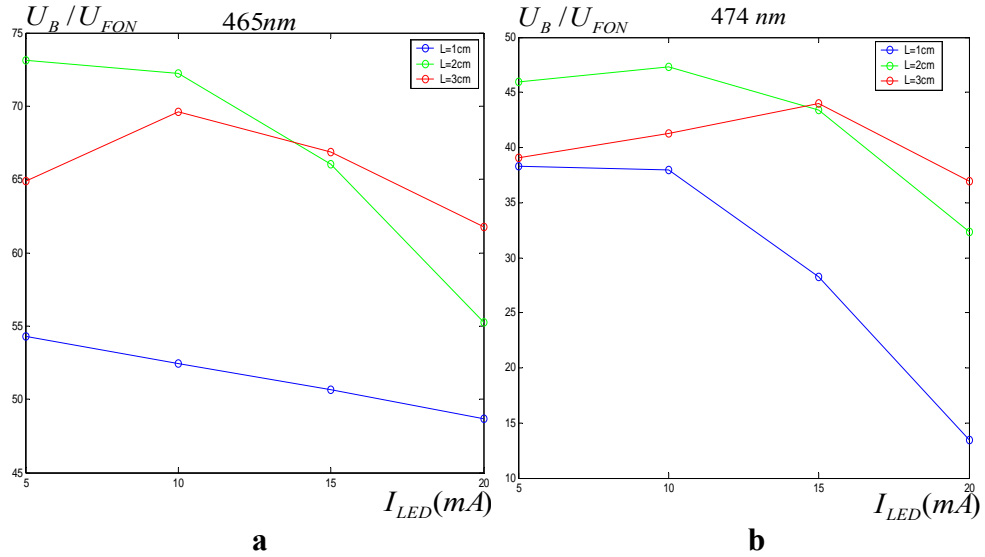 U_B / U_FON 465nm
75
70
65
60
55
50
45
5 10 15 20
L=1cm
L=2cm
L=3cm
I_LED(mA)
a
U_B / U_FON 474 nm
50
45
40
35
30
25
20
15
10
5 10 15 20
L=1cm
L=2cm
L=3cm
I_LED(mA)
b